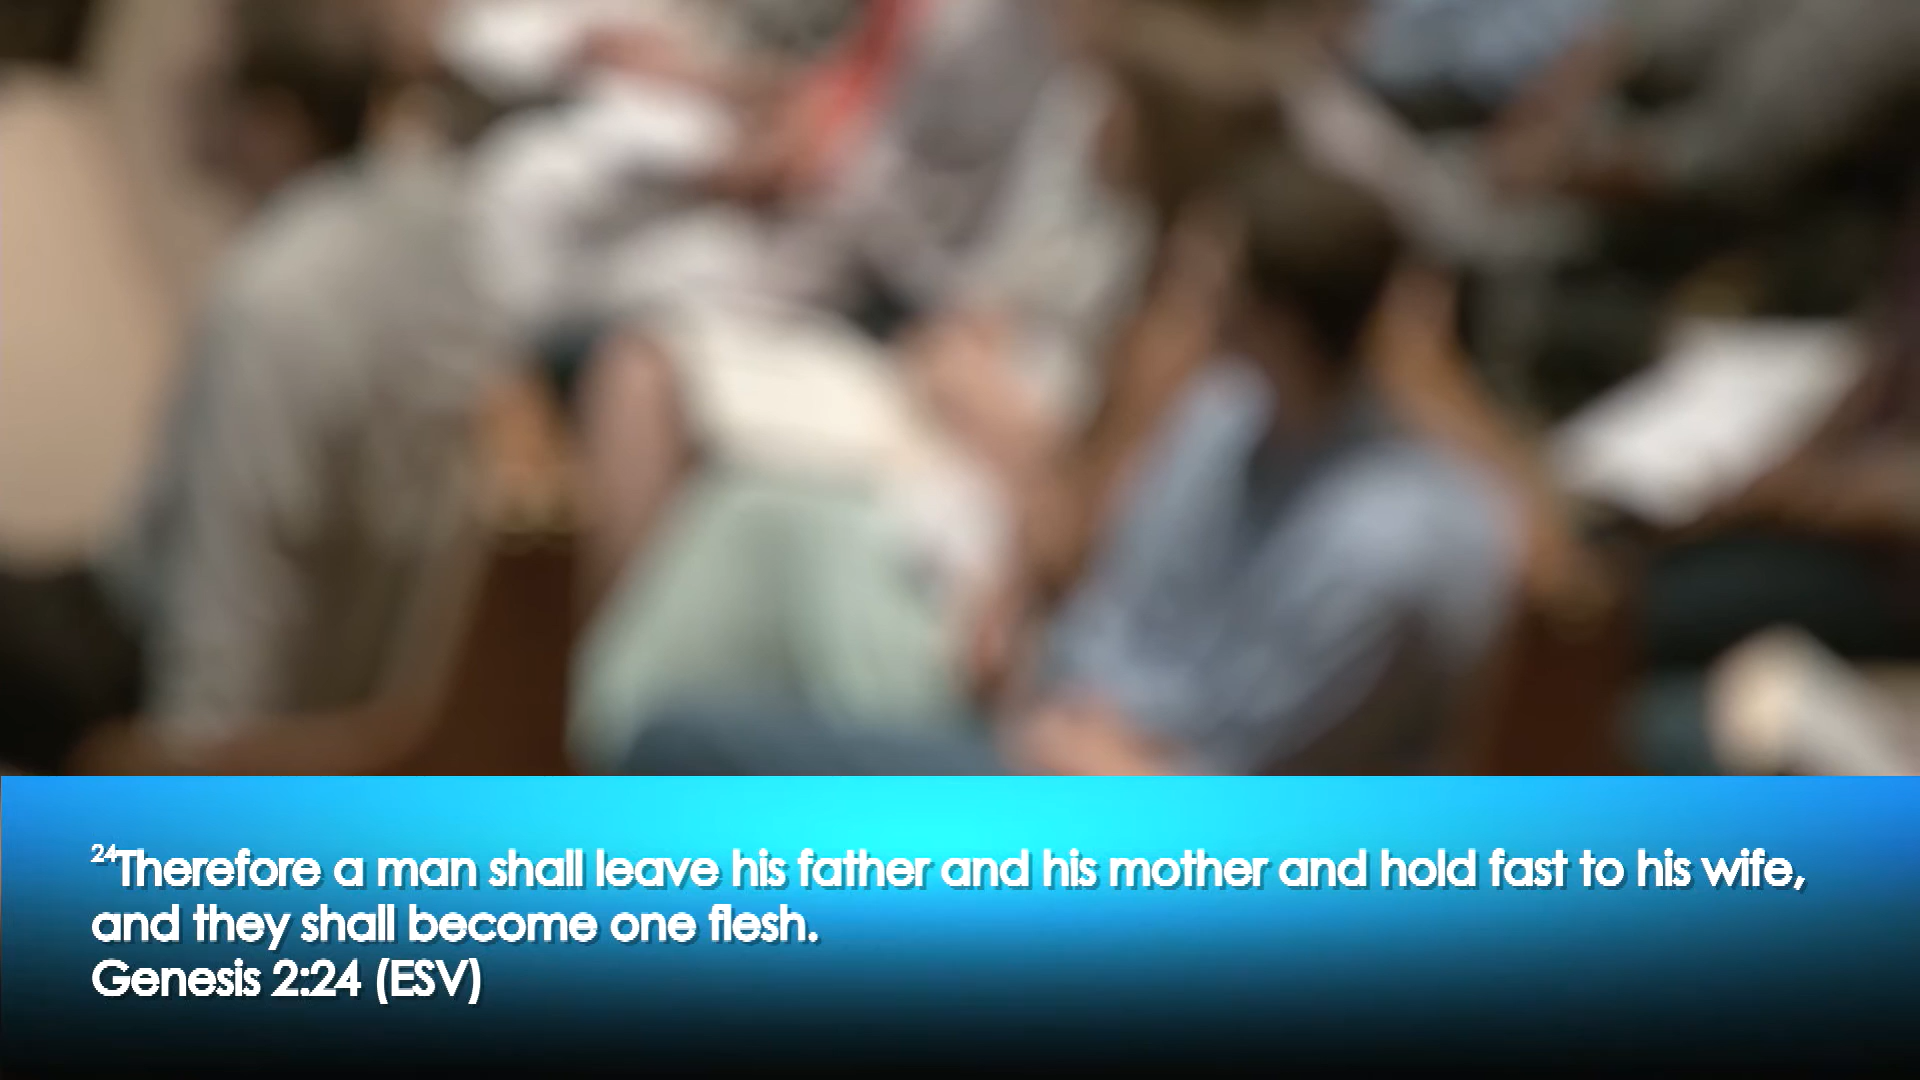 24Therefore a man shall leave his father and his mother and hold fast to his wife,
and they shall become one flesh.
Genesis 2:24 (ESV)